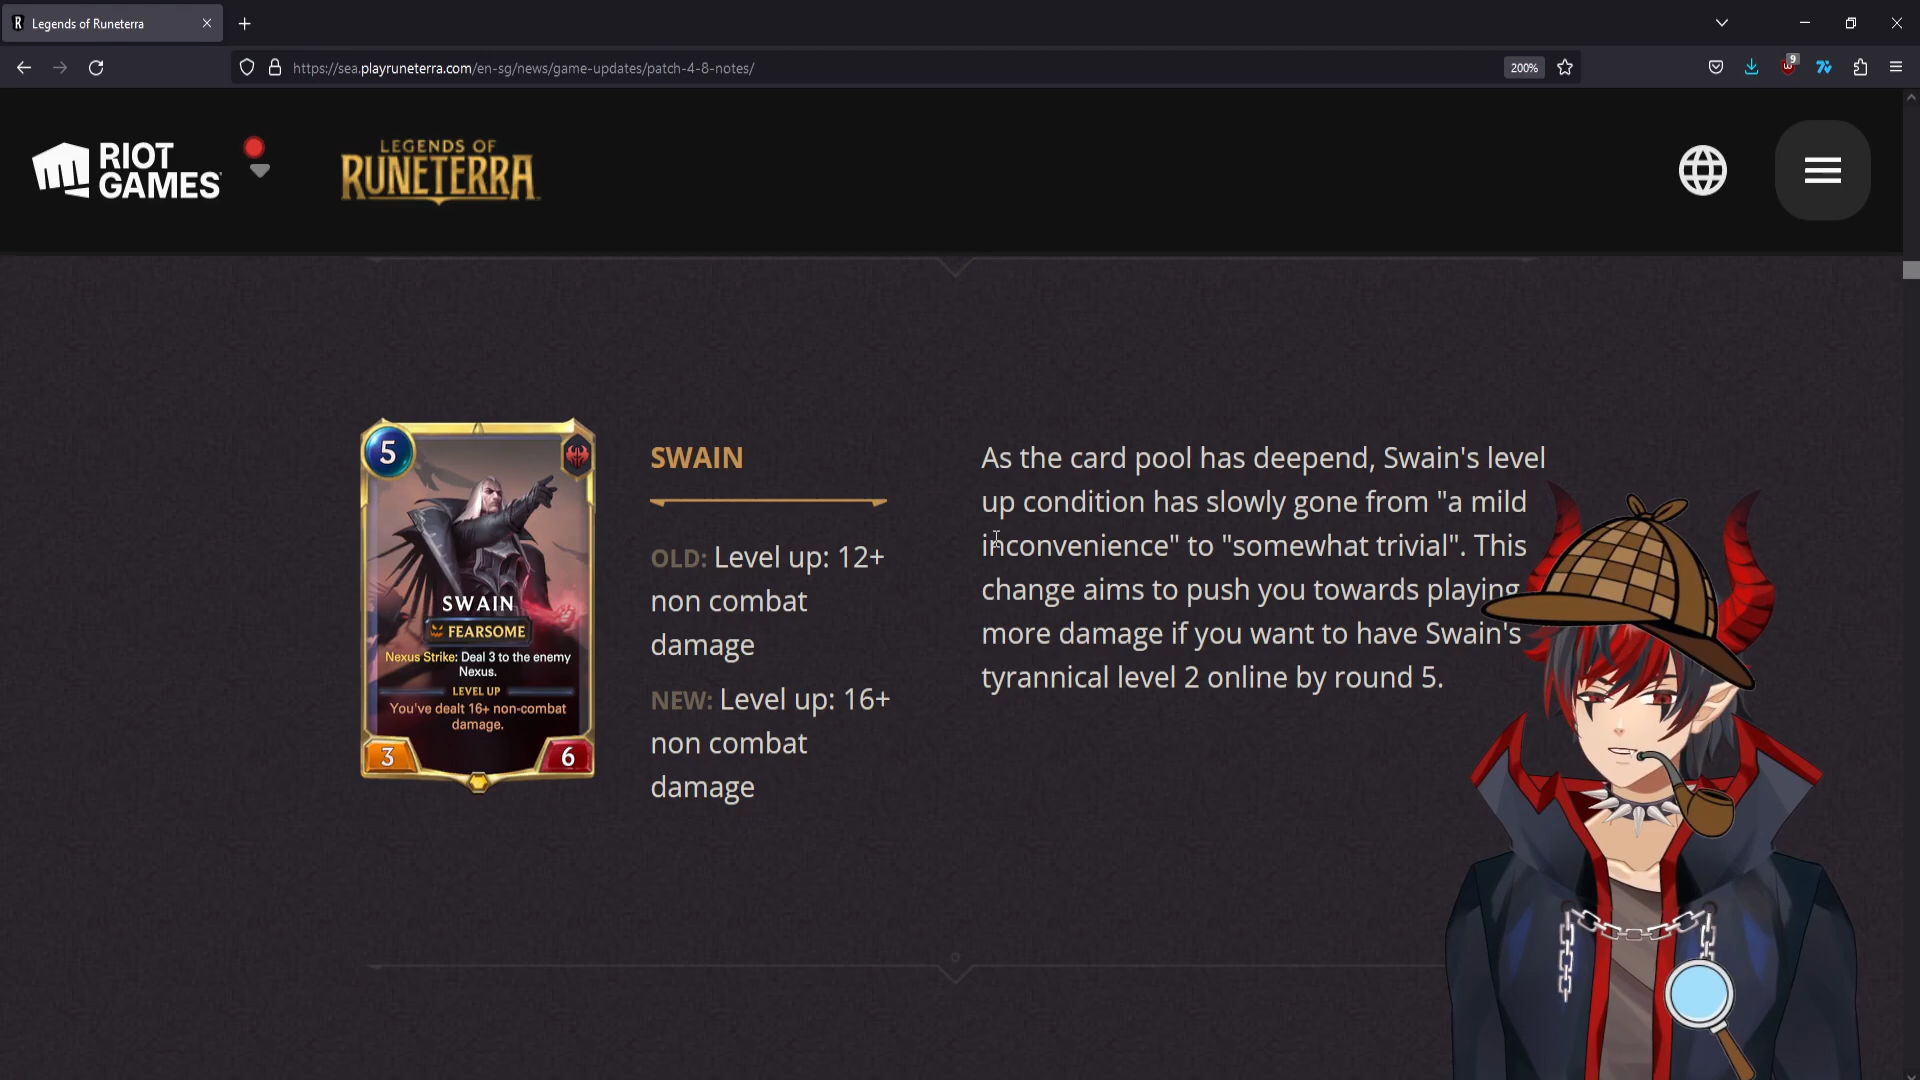 Legends of Runeterra
https://sea.playruneterra.com/en-sg/news/game-updates/patch-4-8-notes/
200%
9
RIOT
GAMES
LEGENDS OF
RUNETERRA
5
SWAIN
FEARSOME
Nexus Strike: Deal 3 to the enemy
Nexus.
LEVEL UP
You've dealt 16+ non-combat
damage.
3
6
SWAIN
OLD: Level up: 12+
non combat
damage
NEW: Level up: 16+
non combat
damage
As the card pool has deepend, Swain's level
up condition has slowly gone from "a mild
inconvenience" to "somewhat trivial". This
change aims to push you towards playing
more damage if you want to have Swain's
tyrannical level 2 online by round 5.